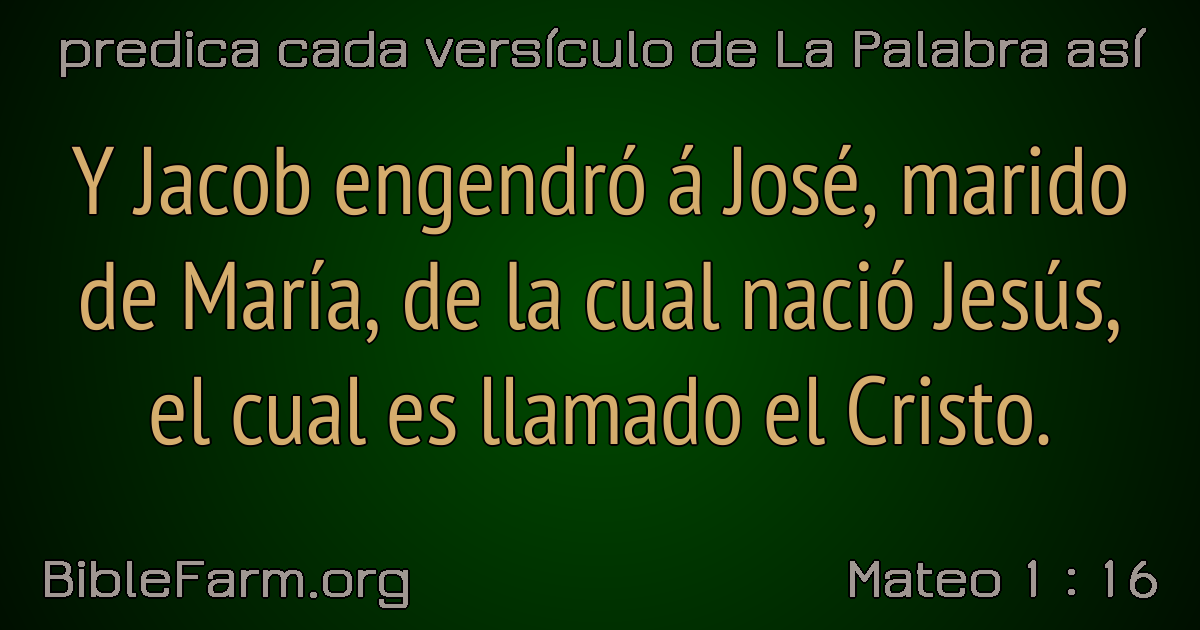 predica cada versículo de La Palabra así
Y Jacob engendró á José, marido
de María, de la cual nació Jesús,
el cual es llamado el Cristo.
BibleFarm.org
Mateo 1 : 16